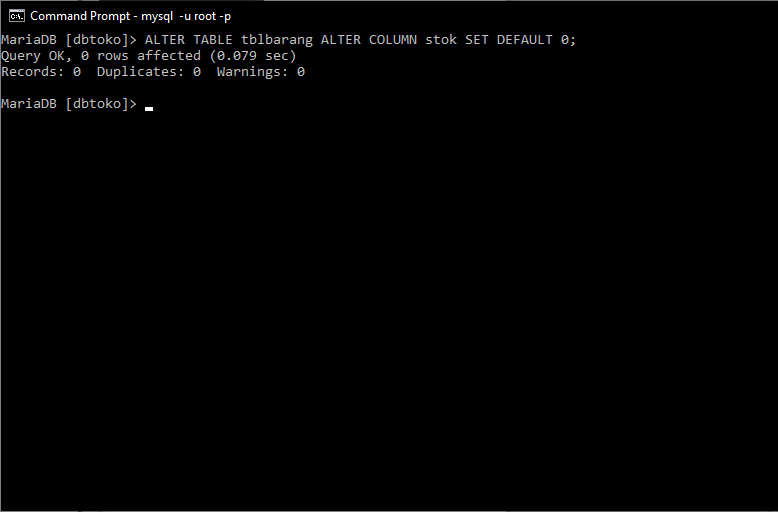 Command Prompt - mysql  -u root -p
MariaDB [dbtoko]> ALTER TABLE tblbarang ALTER COLUMN stok SET DEFAULT 0;
Query OK, 0 rows affected (0.079 sec)
Records: 0  Duplicates: 0  Warnings: 0
MariaDB [dbtoko]>